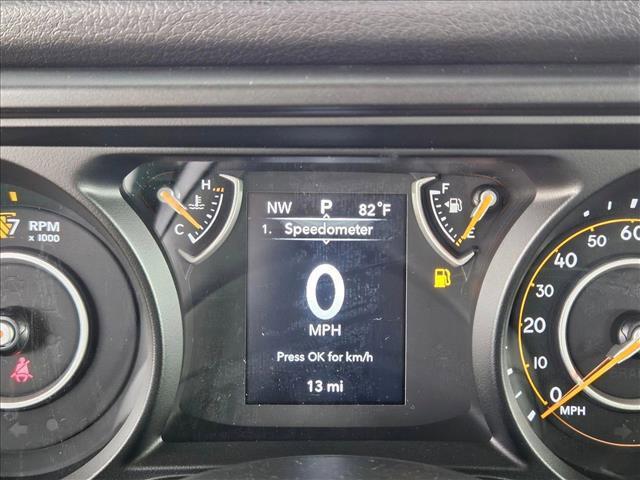 NW P 82°F
1. Speedometer
0
MPH
Press OK for km/h
13 mi
H
C
F
E
7 RPM
x 1000
0 10 20 30 40 50 60
MPH